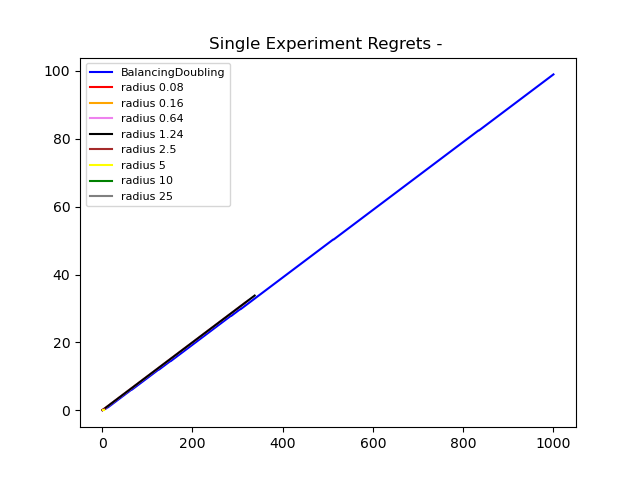 Single Experiment Regrets -
BalancingDoubling
radius 0.08
radius 0.16
radius 0.64
radius 1.24
radius 2.5
radius 5
radius 10
radius 25
100
80
60
40
20
0
0 200 400 600 800 1000